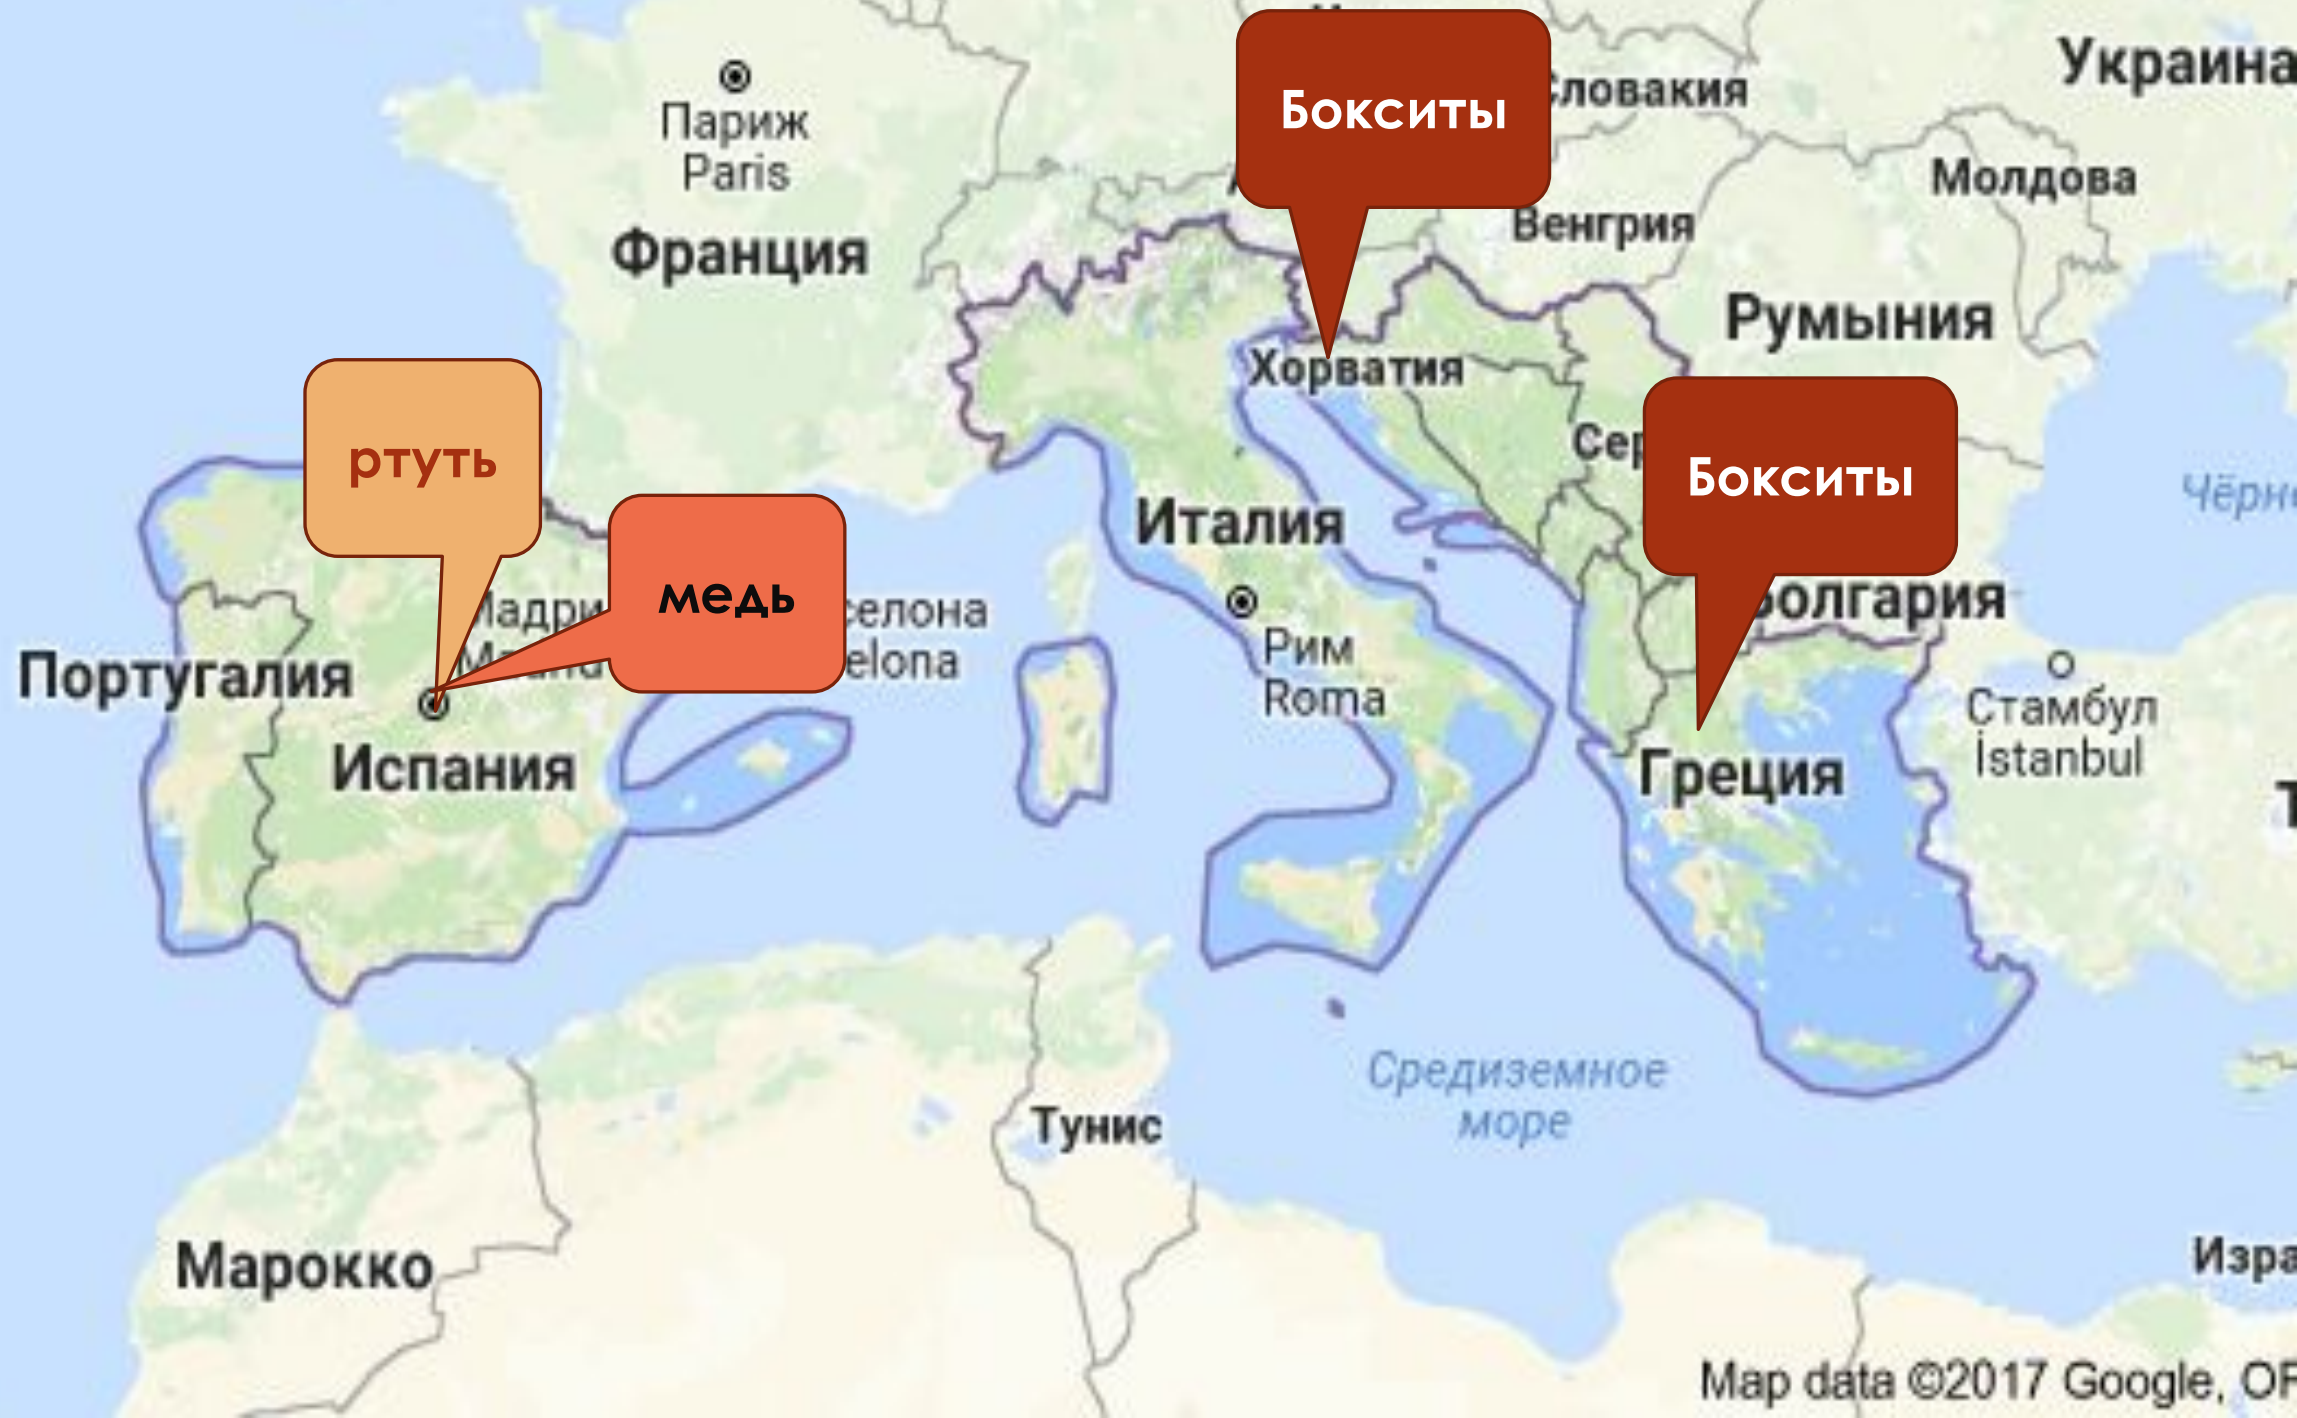 Бокситы
Словакия
Украина
Париж
Paris
Молдова
Франция
Венгрия
Румыния
Хорватия
ртуть
Бокситы
Италия
медь
Болгария
Рим
Roma
Португалия
Стамбул
İstanbul
Испания
Греция
Средиземное
море
Тунис
Марокко
Map data ©2017 Google,